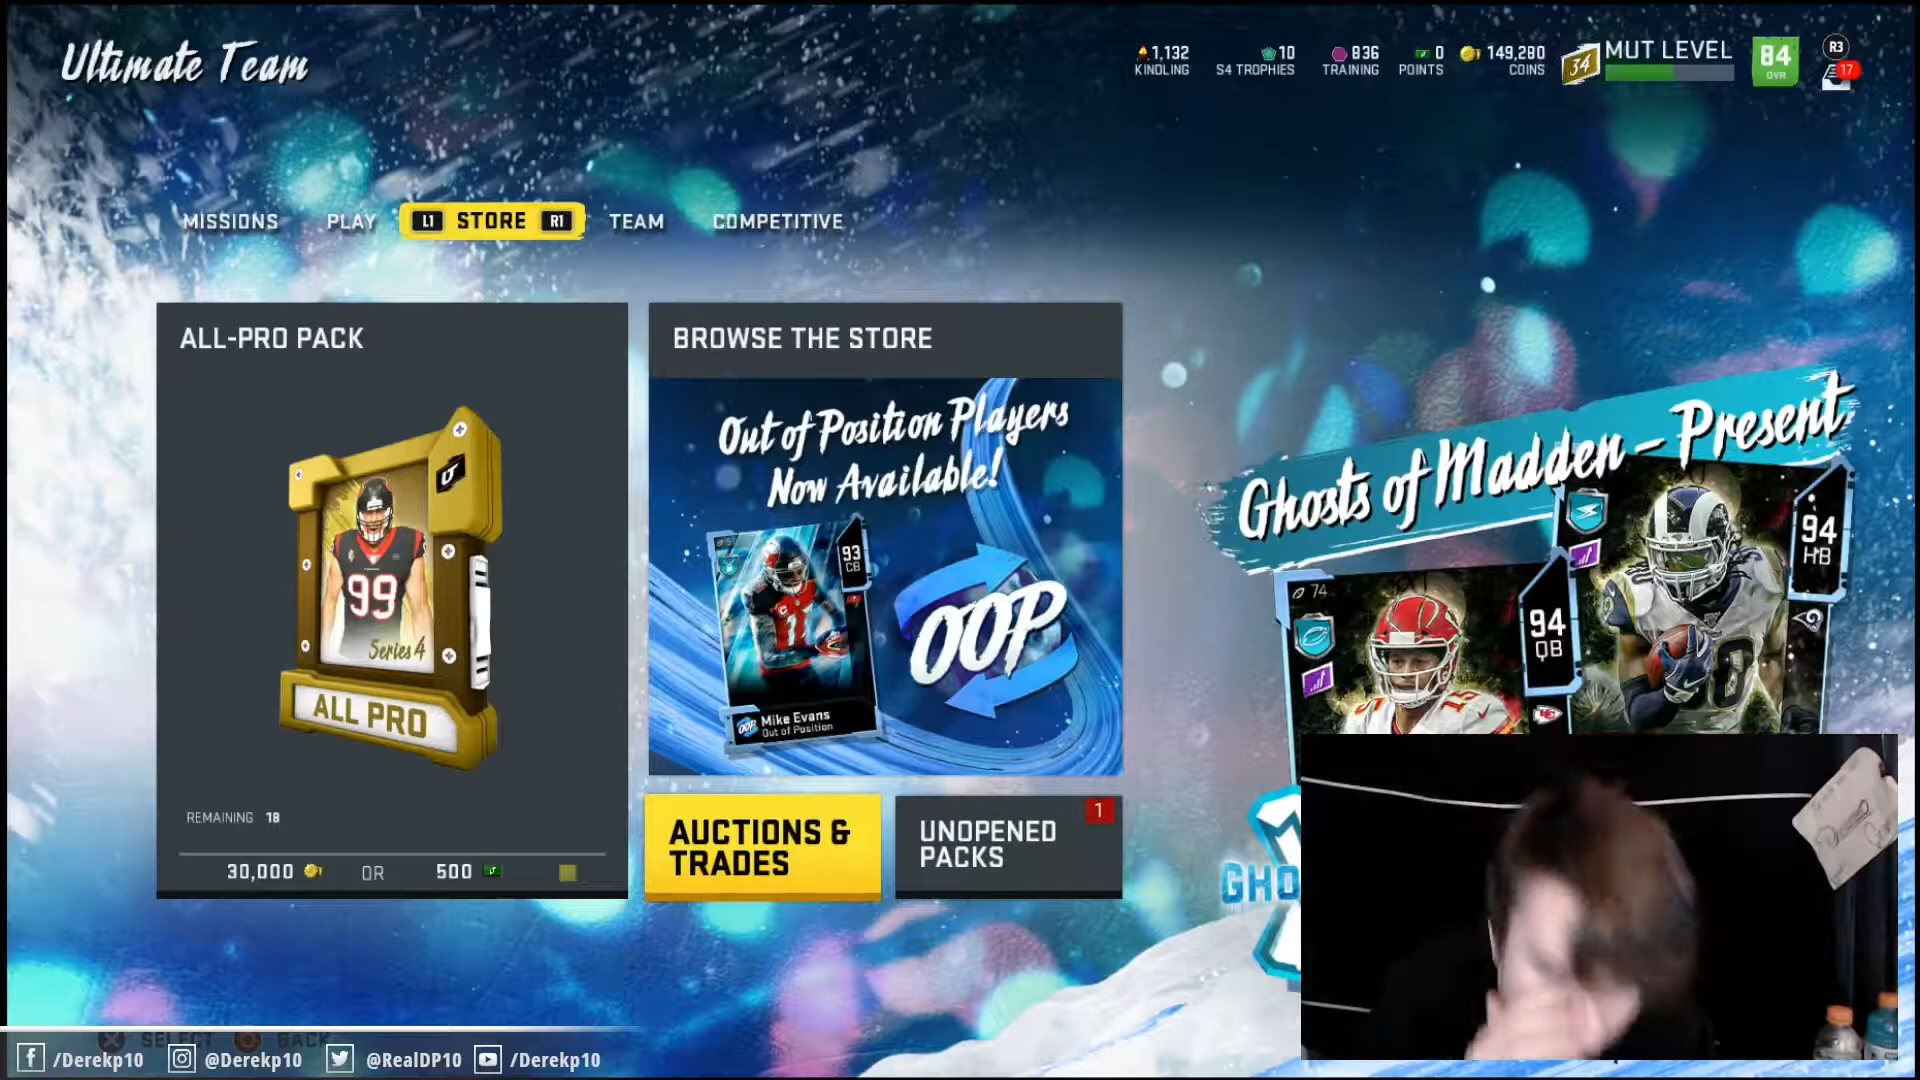 Ultimate Team
1,132 KINDLING
10 S4 TROPHIES
836 TRAINING
0 POINTS
149,280 COINS
34
MUT LEVEL
84 OVR
R3
17
MISSIONS
PLAY
L1 STORE R1
TEAM
COMPETITIVE
ALL-PRO PACK
99
Series 4
ALL PRO
REMAINING 18
30,000 OR 500
BROWSE THE STORE
Out of Position Players
Now Available!
93
CB
OOP
Mike Evans
Out of Position
AUCTIONS &
TRADES
UNOPENED
PACKS
1
Ghosts of Madden – Present
94
HB
74
94
QB
15
GHO
SELECT BACK
/Derekp10 @Derekp10 @RealDP10 /Derekp10